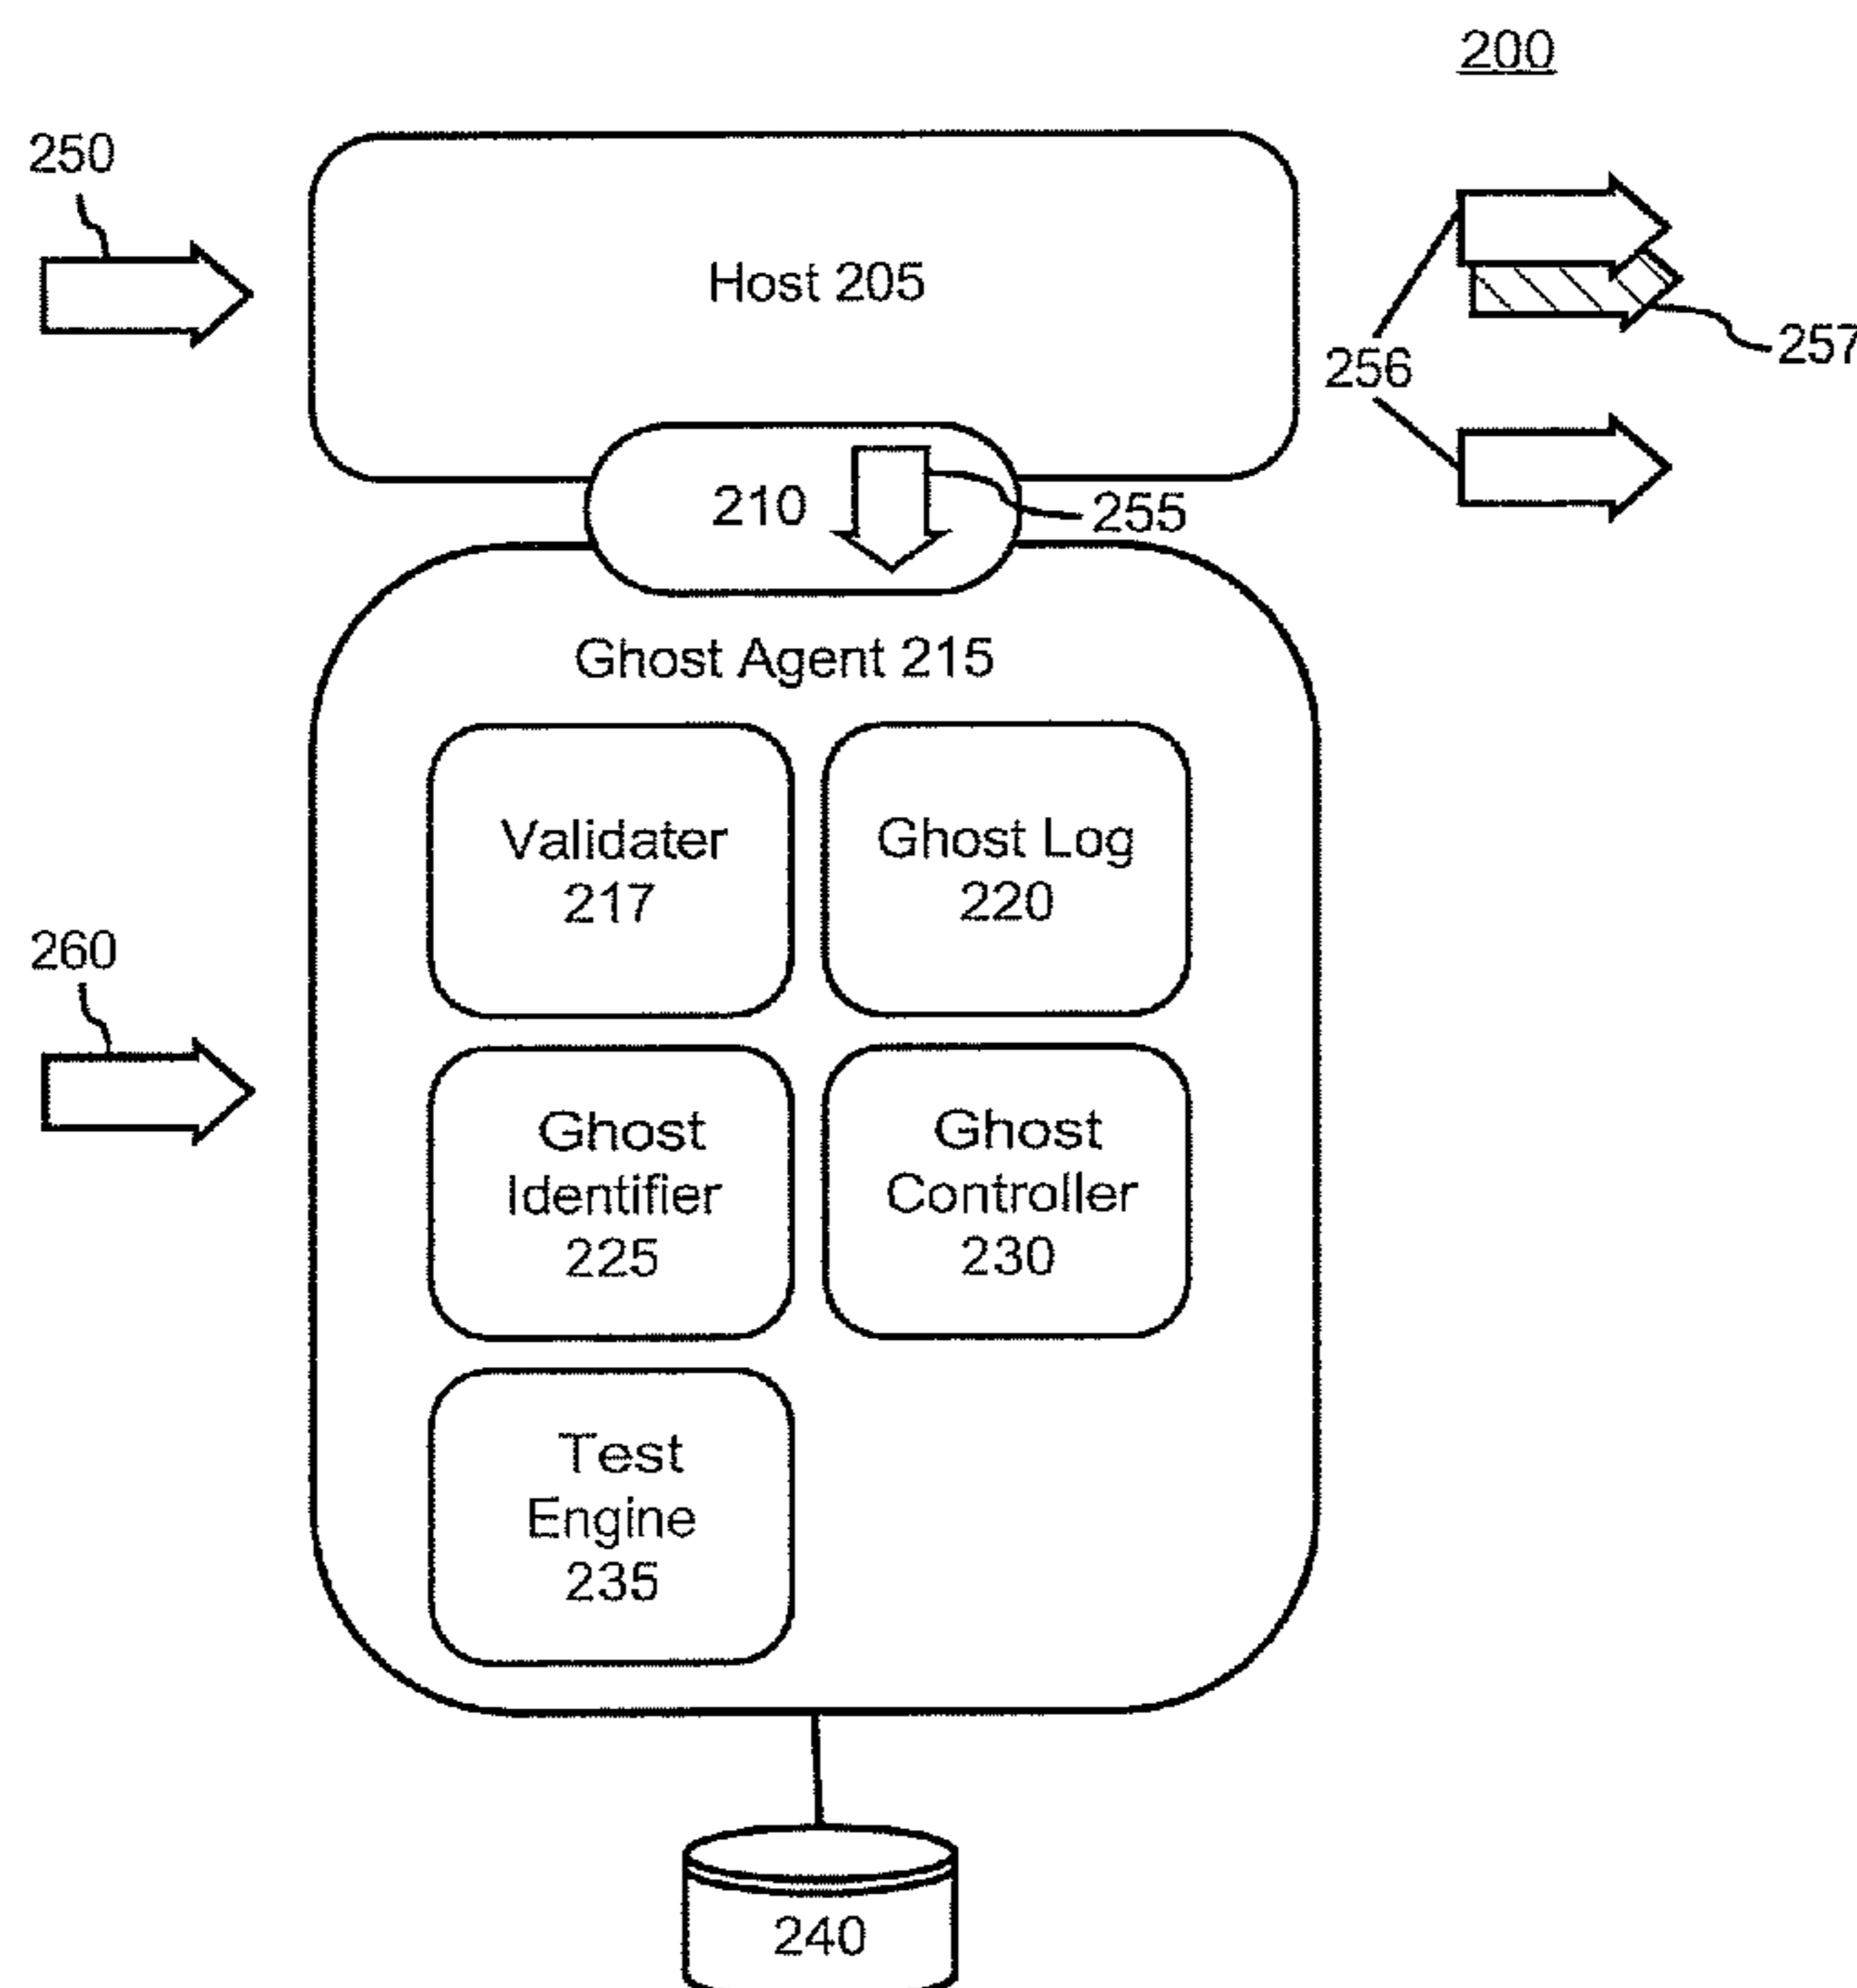 200
250
Host 205
257
256
210
255
Ghost Agent 215
Validater
217
Ghost Log
220
260
Ghost
Identifier
225
Ghost
Controller
230
Test
Engine
235
240